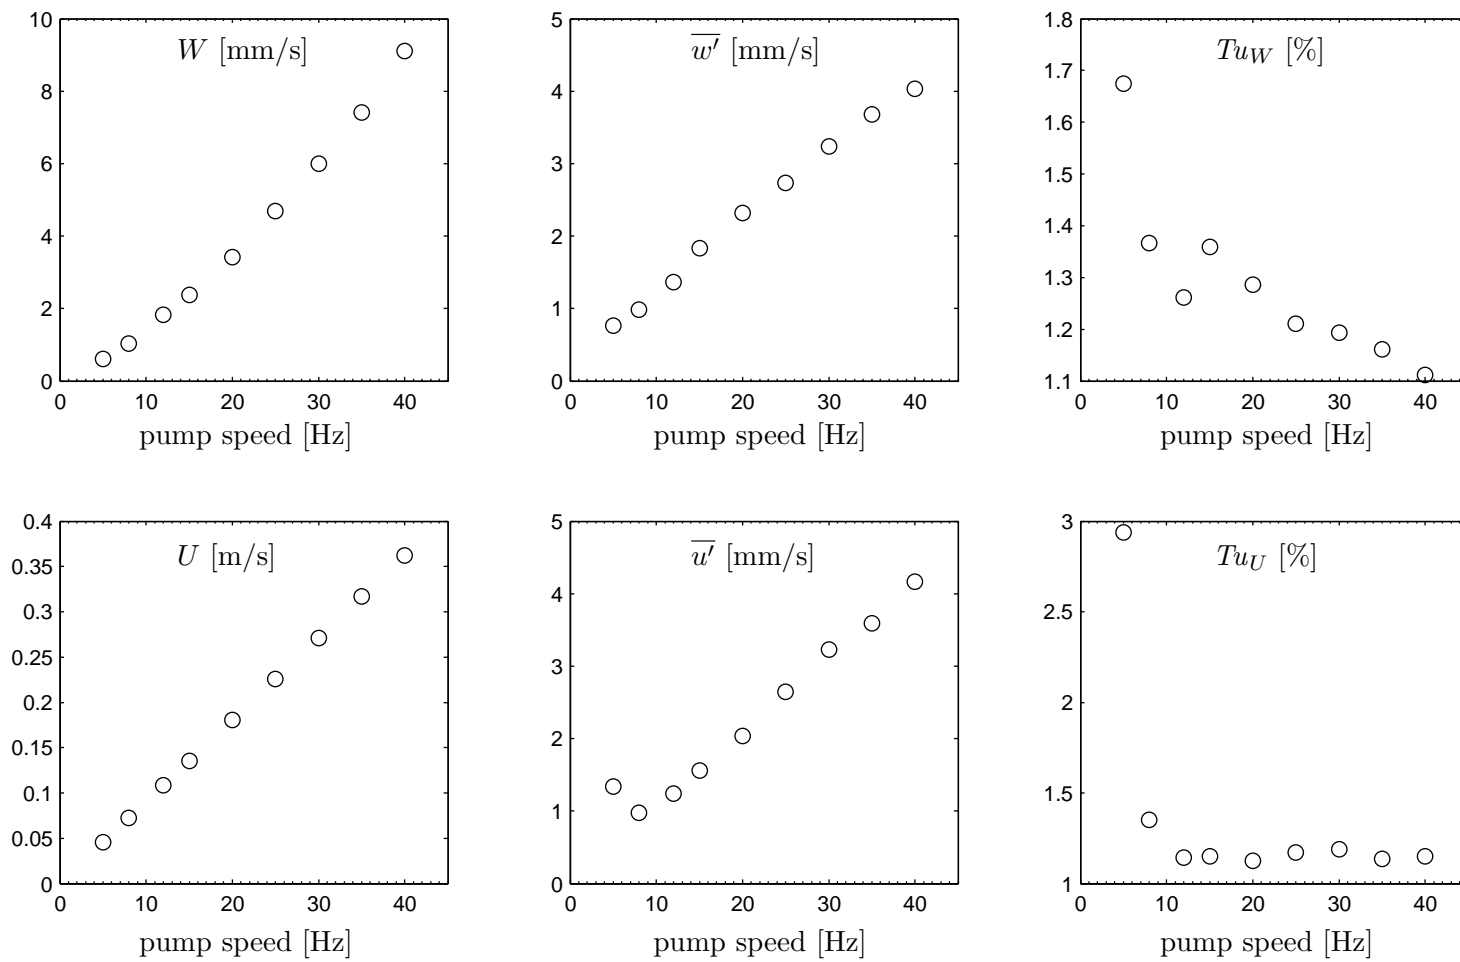 W [mm/s]
10
8
6
4
2
0
0 10 20 30 40
pump speed [Hz]
w′ [mm/s]
5
4
3
2
1
0
0 10 20 30 40
pump speed [Hz]
Tu_W [%]
1.8
1.7
1.6
1.5
1.4
1.3
1.2
1.1
0 10 20 30 40
pump speed [Hz]
U [m/s]
0.4
0.35
0.3
0.25
0.2
0.15
0.1
0.05
0
0 10 20 30 40
pump speed [Hz]
u′ [mm/s]
5
4
3
2
1
0
0 10 20 30 40
pump speed [Hz]
Tu_U [%]
3
2.5
2
1.5
1
0 10 20 30 40
pump speed [Hz]